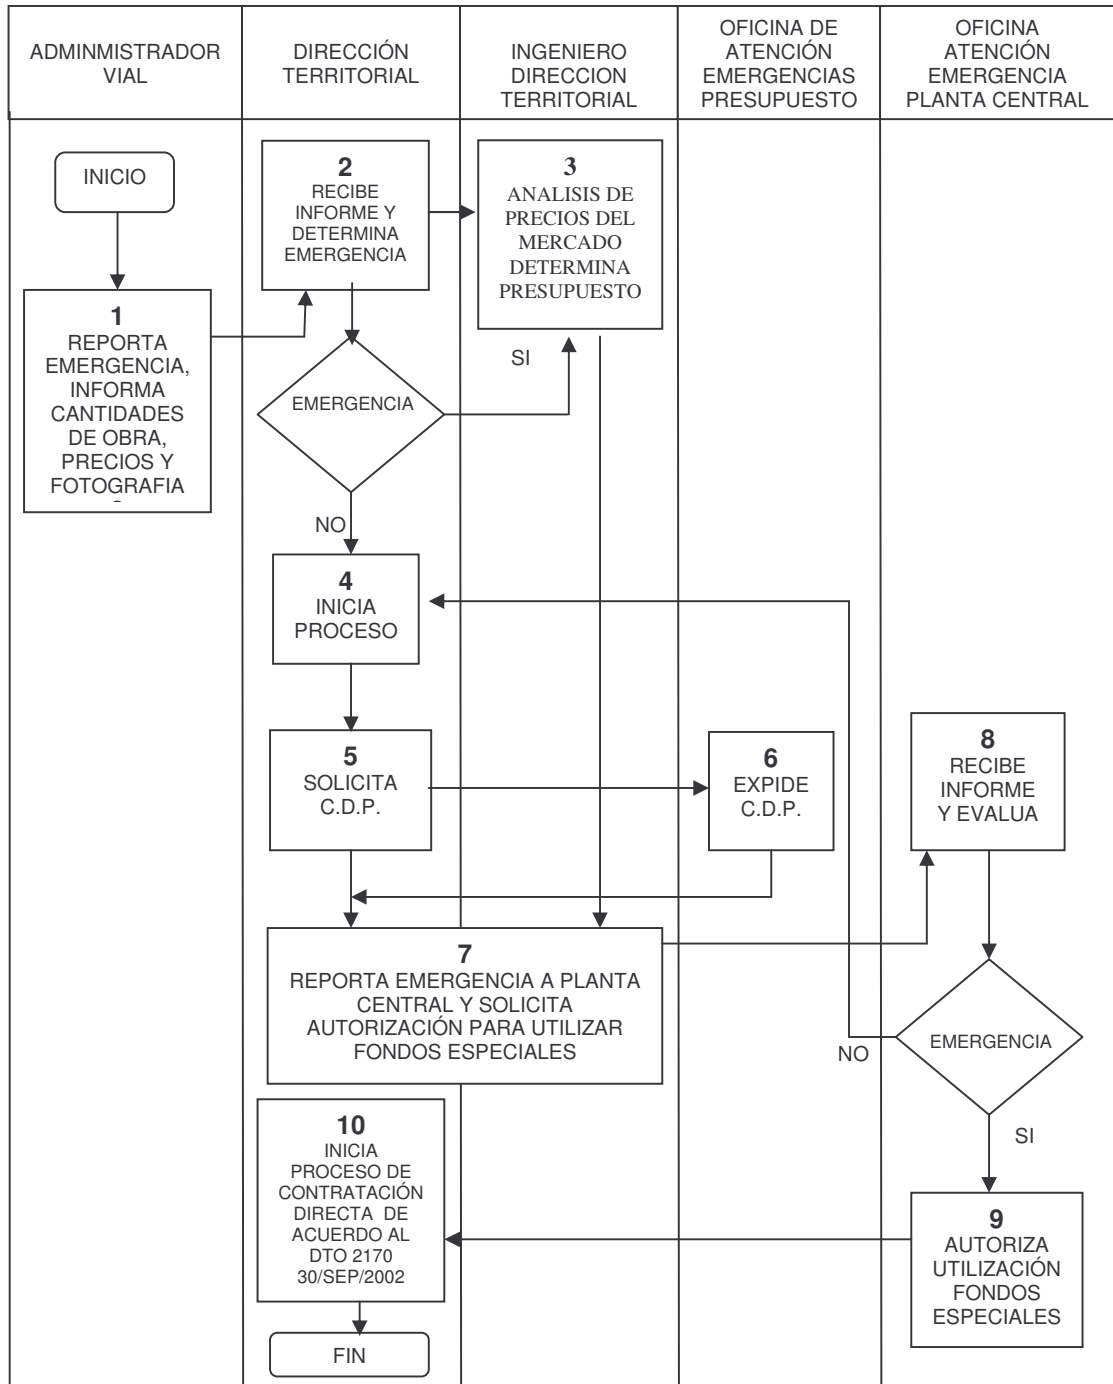 ADMINMISTRADOR
VIAL
DIRECCIÓN
TERRITORIAL
INGENIERO
DIRECCION
TERRITORIAL
OFICINA DE
ATENCIÓN
EMERGENCIAS
PRESUPUESTO
OFICINA
ATENCIÓN
EMERGENCIA
PLANTA CENTRAL
INICIO
1
REPORTA
EMERGENCIA,
INFORMA
CANTIDADES
DE OBRA,
PRECIOS Y
FOTOGRAFIA
2
RECIBE
INFORME Y
DETERMINA
EMERGENCIA
3
ANALISIS DE
PRECIOS DEL
MERCADO
DETERMINA
PRESUPUESTO
SI
EMERGENCIA
NO
4
INICIA
PROCESO
5
SOLICITA
C.D.P.
6
EXPIDE
C.D.P.
8
RECIBE
INFORME
Y EVALUA
7
REPORTA EMERGENCIA A PLANTA
CENTRAL Y SOLICITA
AUTORIZACIÓN PARA UTILIZAR
FONDOS ESPECIALES
EMERGENCIA
NO
SI
10
INICIA
PROCESO DE
CONTRATACIÓN
DIRECTA DE
ACUERDO AL
DTO 2170
30/SEP/2002
9
AUTORIZA
UTILIZACIÓN
FONDOS
ESPECIALES
FIN